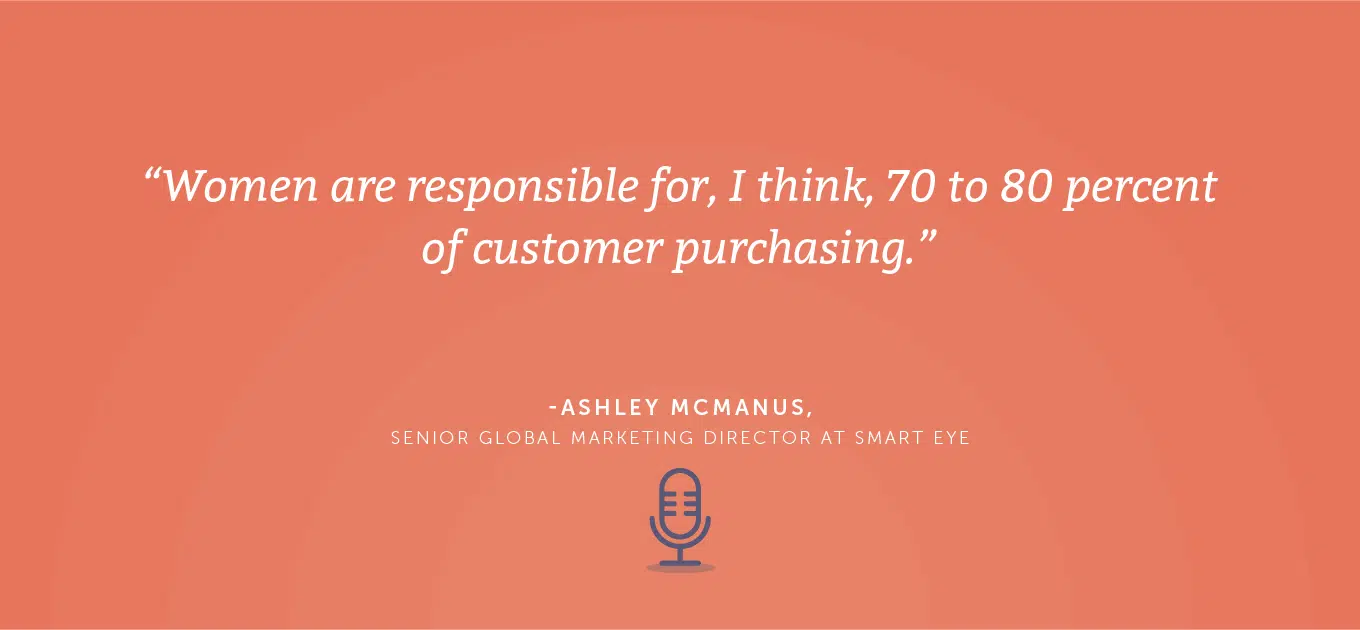 “Women are responsible for, I think, 70 to 80 percent
of customer purchasing.”
-ASHLEY MCMANUS,
SENIOR GLOBAL MARKETING DIRECTOR AT SMART EYE